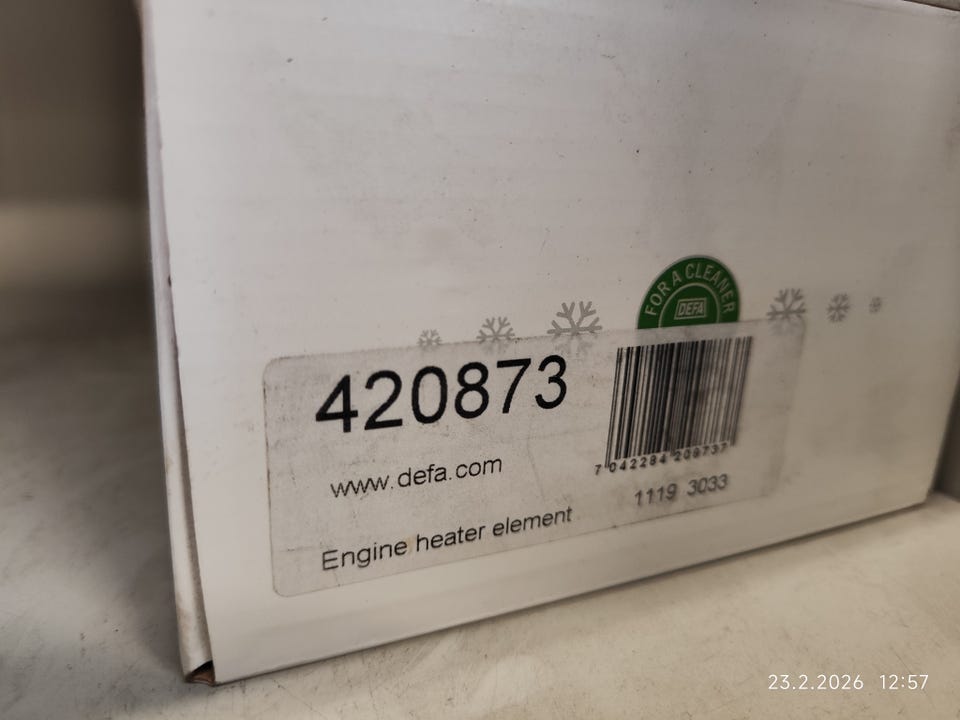 FOR A CLEANER
DEFA
420873
www.defa.com
7 042284 208737
1119 3033
Engine heater element
23.2.2026 12:57